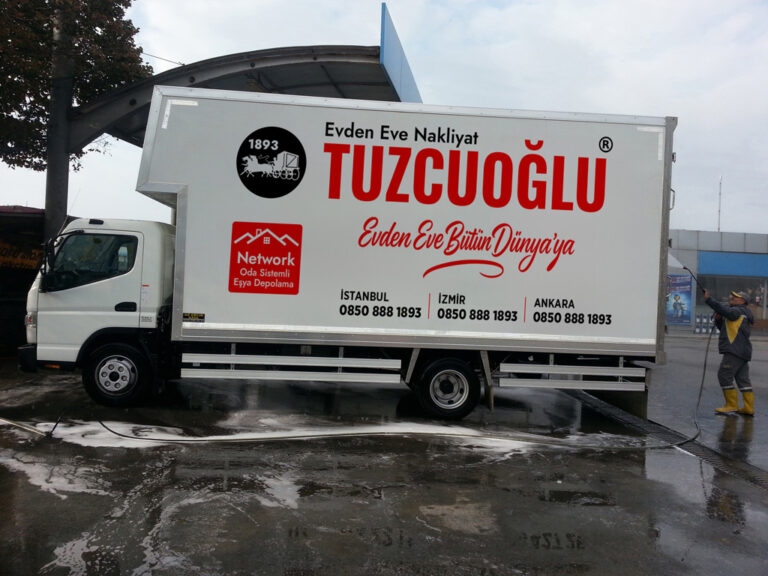 1893
Evden Eve Nakliyat
TUZCUOĞLU
®
Evden Eve Bütün Dünya'ya
Network
Oda Sistemli
Eşya Depolama
İSTANBUL
0850 888 1893
İZMİR
0850 888 1893
ANKARA
0850 888 1893